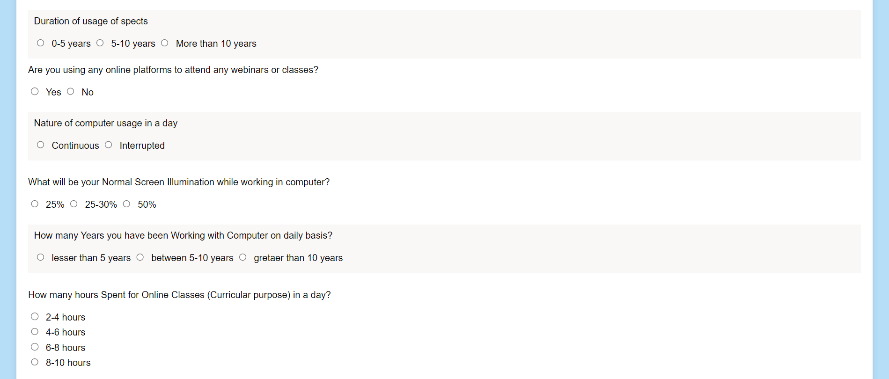 Duration of usage of spects
0-5 years 5-10 years More than 10 years
Are you using any online platforms to attend any webinars or classes?
Yes No
Nature of computer usage in a day
Continuous Interrupted
What will be your Normal Screen Illumination while working in computer?
25% 25-30% 50%
How many Years you have been Working with Computer on daily basis?
lesser than 5 years between 5-10 years gretaer than 10 years
How many hours Spent for Online Classes (Curricular purpose) in a day?
2-4 hours
4-6 hours
6-8 hours
8-10 hours